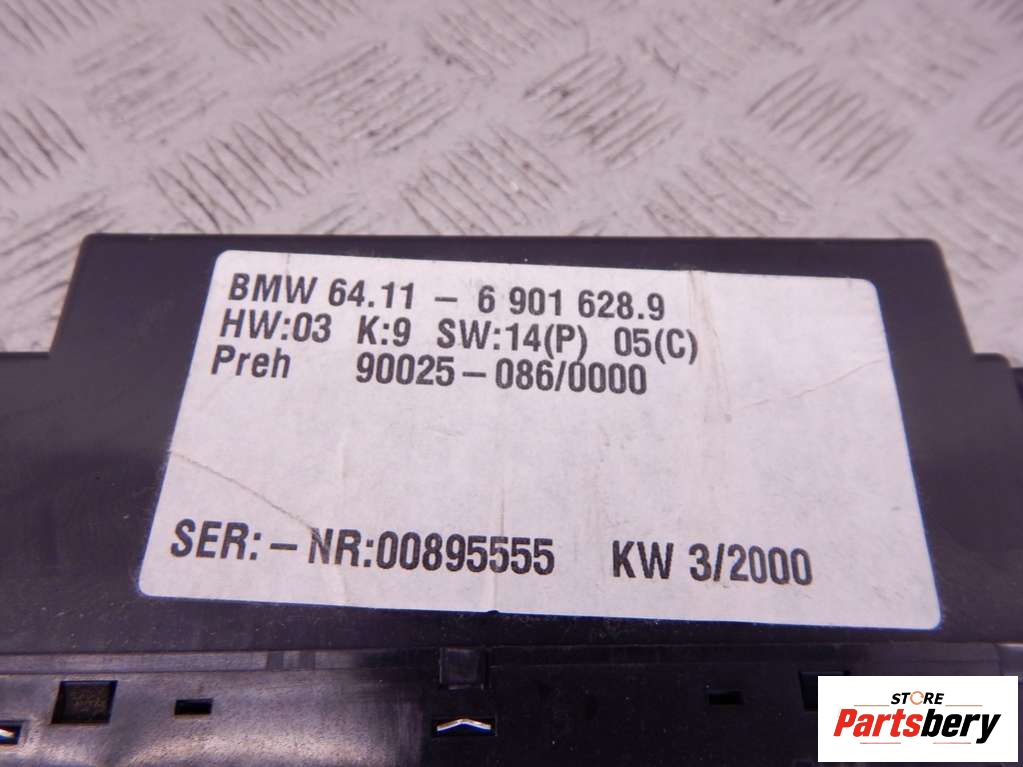 BMW 64.11 – 6 901 628.9
HW:03 K:9 SW:14(P) 05(C)
Preh 90025–086/0000
SER:–NR:00895555 KW 3/2000
STORE
Partsbery